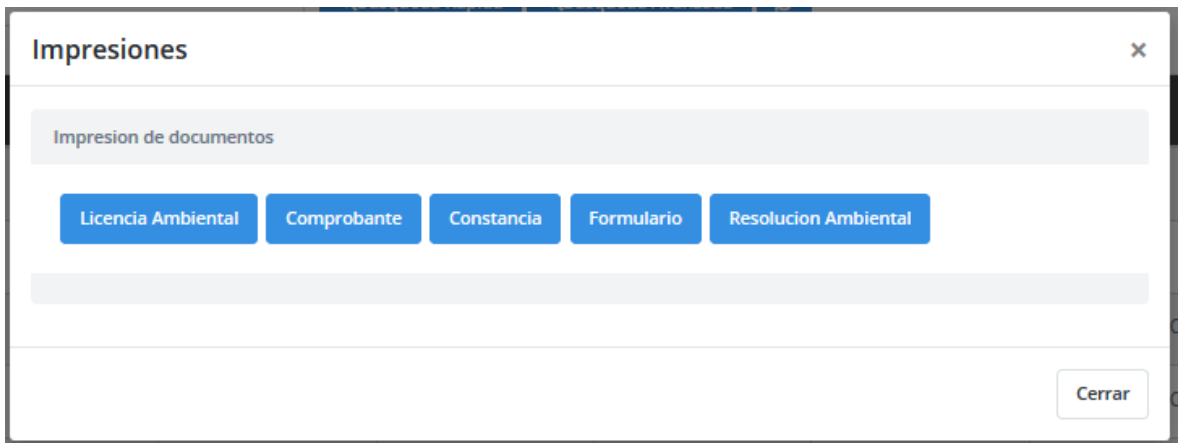 Impresiones
×
Impresion de documentos
Licencia Ambiental Comprobante Constancia Formulario Resolucion Ambiental
Cerrar